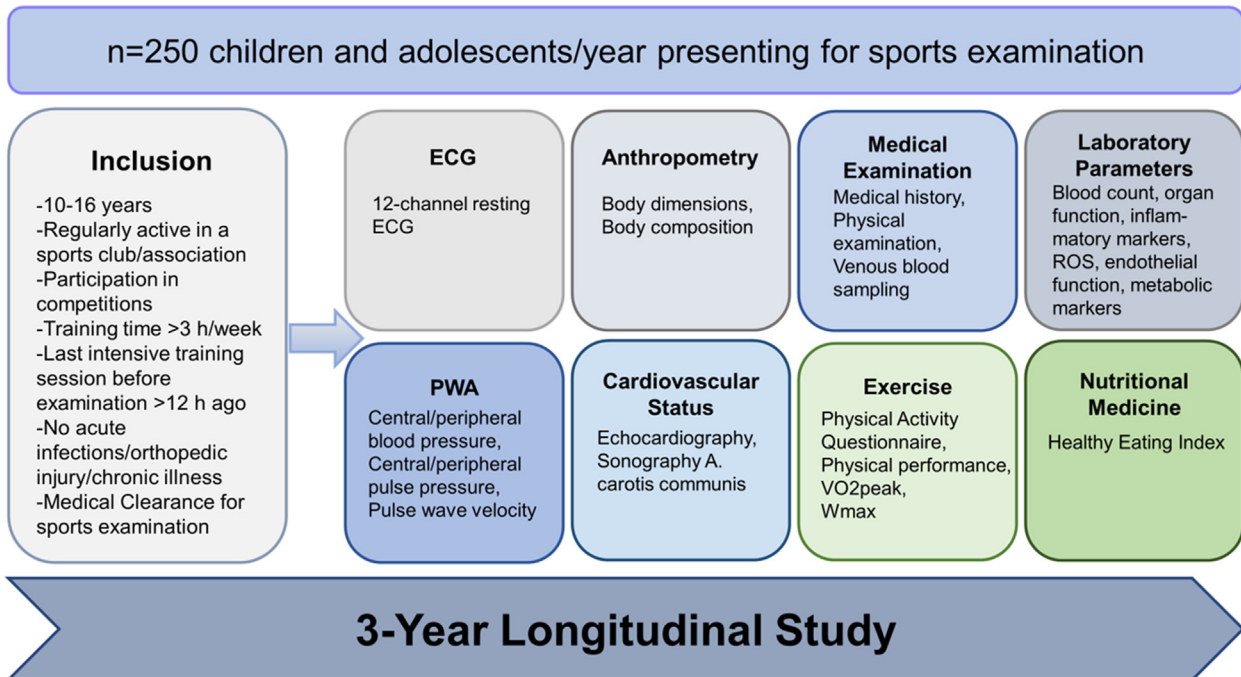 n=250 children and adolescents/year presenting for sports examination
Inclusion
-10-16 years
-Regularly active in a
sports club/association
-Participation in
competitions
-Training time >3 h/week
-Last intensive training
session before
examination >12 h ago
-No acute
infections/orthopedic
injury/chronic illness
-Medical Clearance for
sports examination
ECG
12-channel resting
ECG
Anthropometry
Body dimensions,
Body composition
Medical
Examination
Medical history,
Physical
examination,
Venous blood
sampling
Laboratory
Parameters
Blood count, organ
function, inflam-
matory markers,
ROS, endothelial
function, metabolic
markers
PWA
Central/peripheral
blood pressure,
Central/peripheral
pulse pressure,
Pulse wave velocity
Cardiovascular
Status
Echocardiography,
Sonography A.
carotis communis
Exercise
Physical Activity
Questionnaire,
Physical performance,
VO2peak,
Wmax
Nutritional
Medicine
Healthy Eating Index
3-Year Longitudinal Study